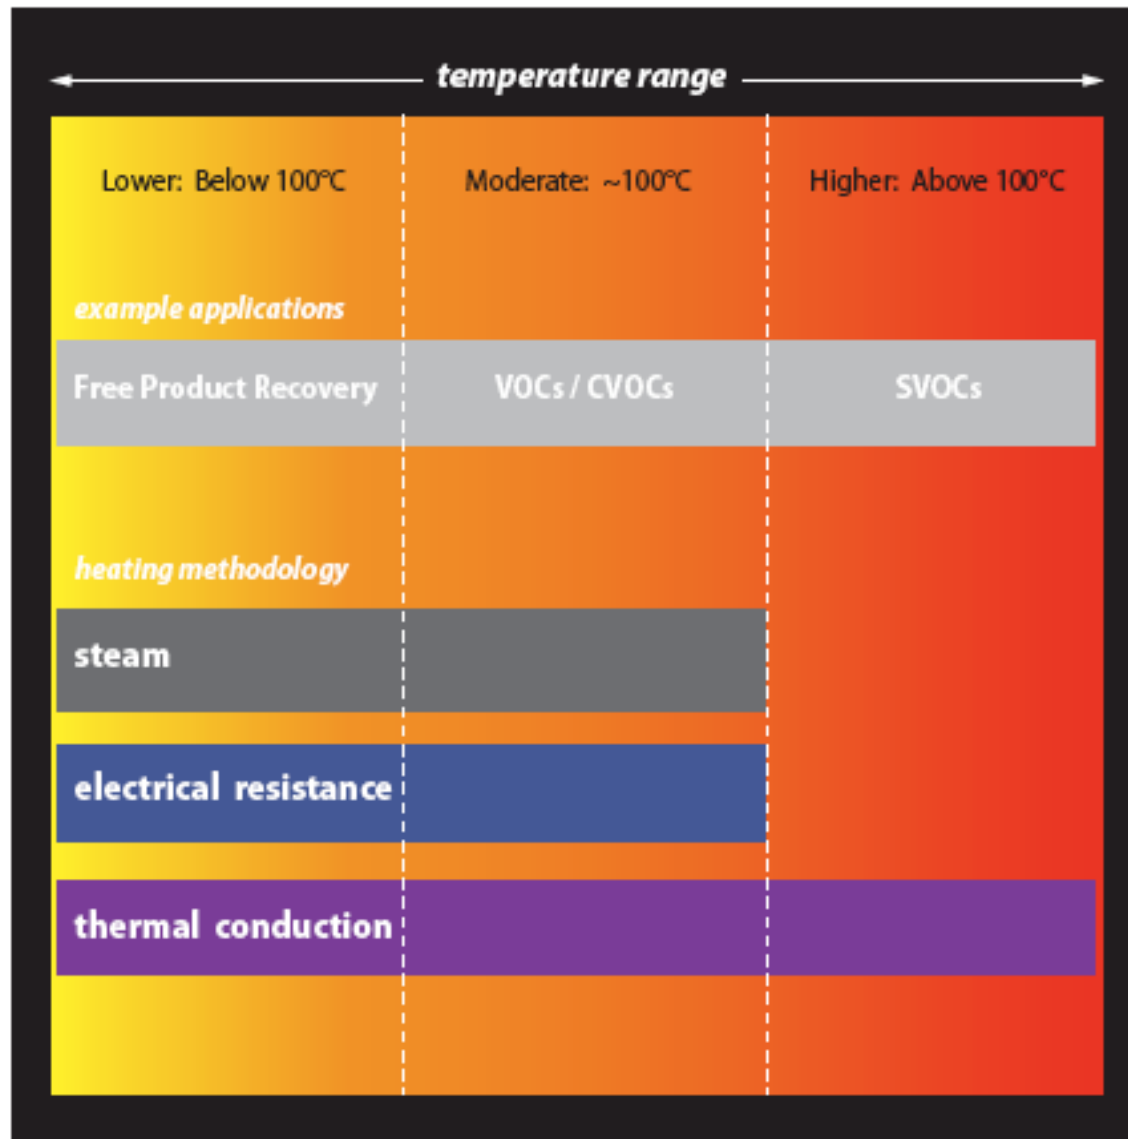 temperature range
Lower: Below 100°C
Moderate: ~100°C
Higher: Above 100°C
example applications
Free Product Recovery
VOCs / CVOCs
SVOCs
heating methodology
steam
electrical resistance
thermal conduction